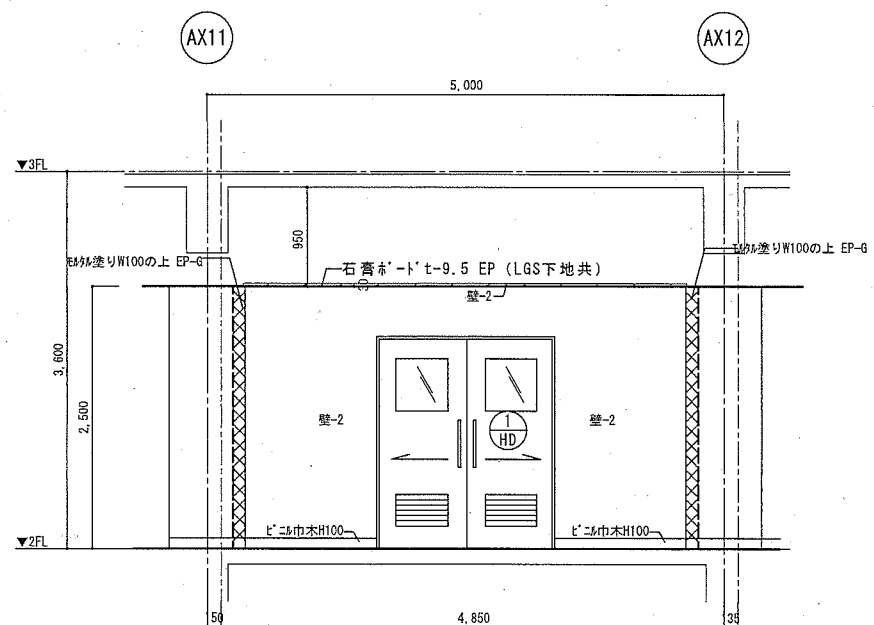 AX11
AX12
5,000
▼3FL
950
モルタル塗りW100の上 EP-G
モルタル塗りW100の上 EP-G
石膏ボードt-9.5 EP (LGS下地共)
30
壁-2
3,600
2,500
壁-2
壁-2
1
HD
ビニル巾木H100
ビニル巾木H100
▼2FL
50
4,850
35